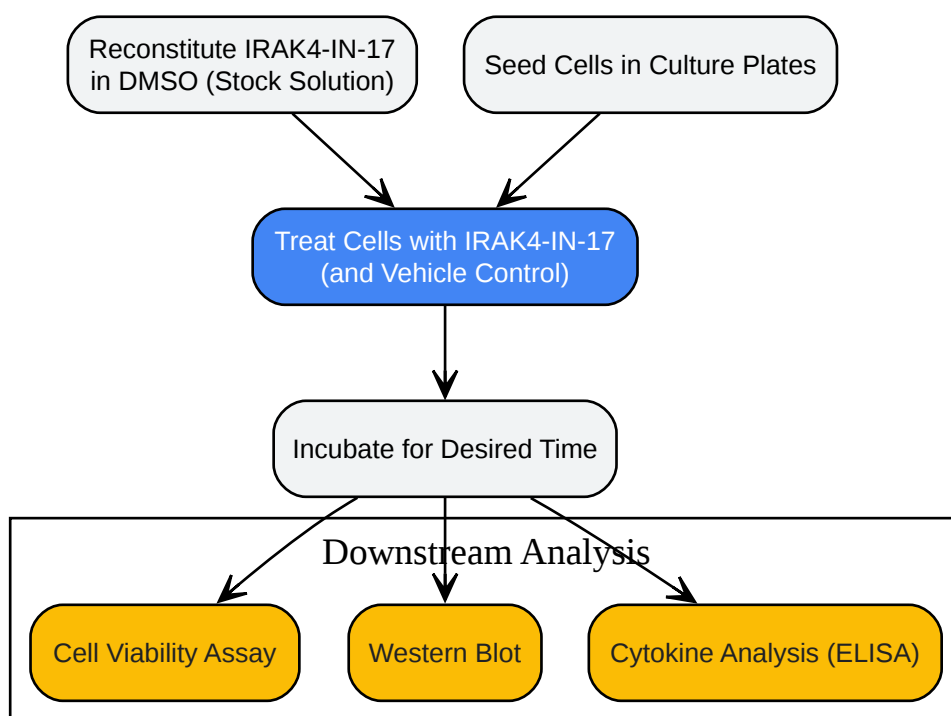 Reconstitute IRAK4-IN-17
in DMSO (Stock Solution)
Seed Cells in Culture Plates
Treat Cells with IRAK4-IN-17
(and Vehicle Control)
Incubate for Desired Time
Downstream Analysis
Cell Viability Assay
Western Blot
Cytokine Analysis (ELISA)